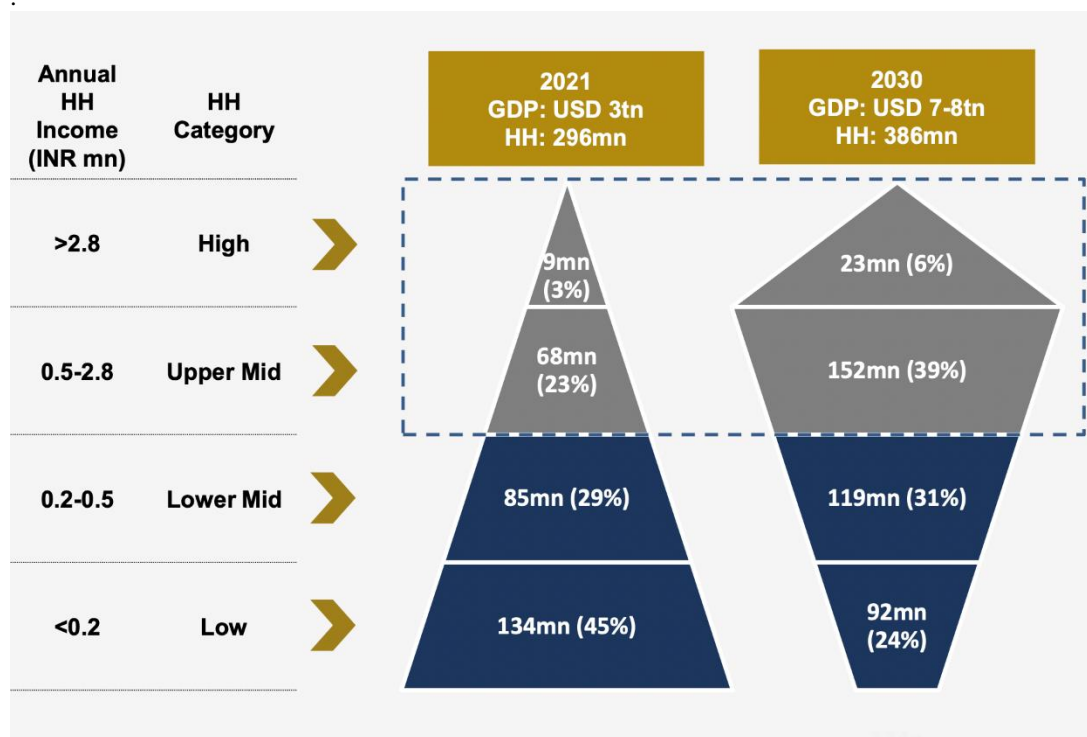 .
Annual
HH
Income
(INR mn)
HH
Category
2021
GDP: USD 3tn
HH: 296mn
2030
GDP: USD 7-8tn
HH: 386mn
>2.8
High
9mn
(3%)
23mn (6%)
0.5-2.8
Upper Mid
68mn
(23%)
152mn (39%)
0.2-0.5
Lower Mid
85mn (29%)
119mn (31%)
<0.2
Low
134mn (45%)
92mn
(24%)